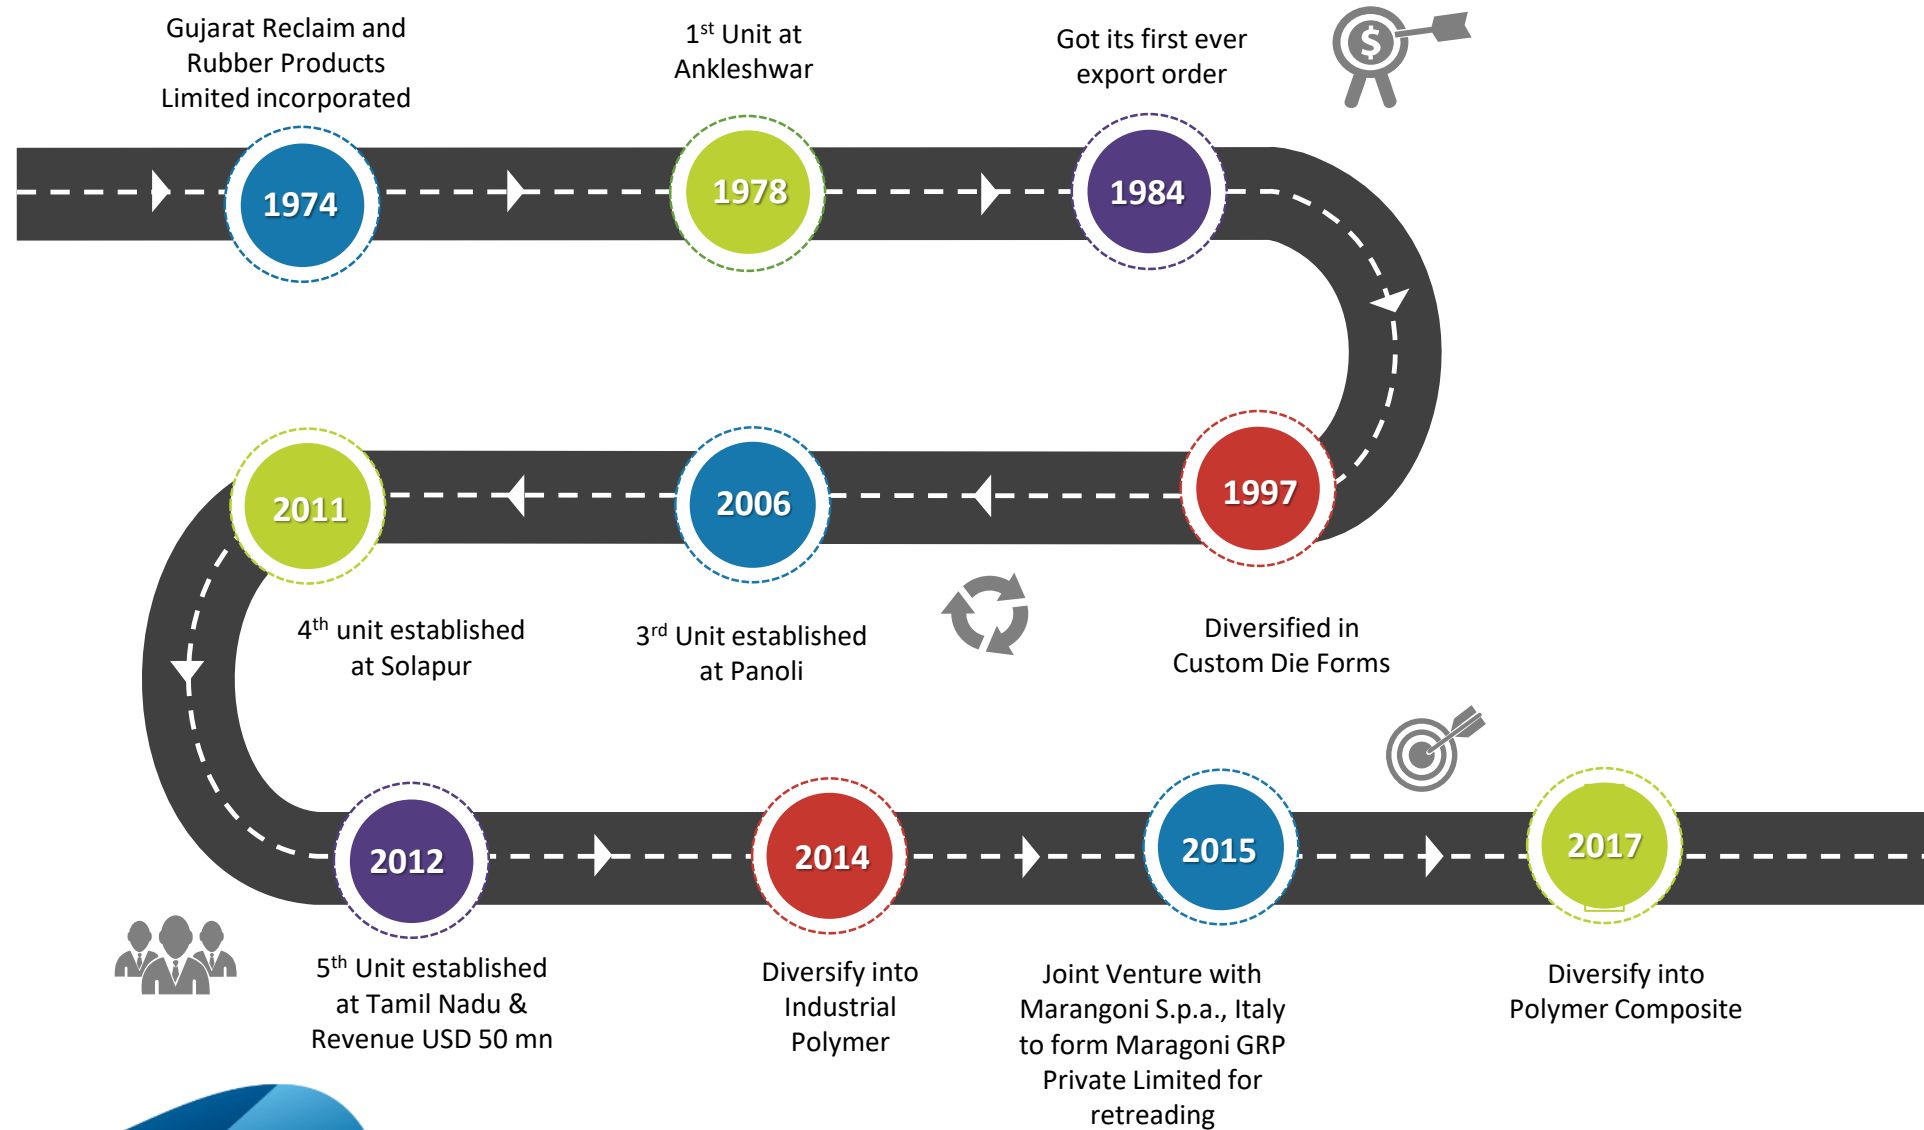 Gujarat Reclaim and
Rubber Products
Limited incorporated
1st Unit at
Ankleshwar
Got its first ever
export order
$
1974
1978
1984
2011
2006
1997
4th unit established
at Solapur
3rd Unit established
at Panoli
Diversified in
Custom Die Forms
2012
2014
2015
2017
5th Unit established
at Tamil Nadu &
Revenue USD 50 mn
Diversify into
Industrial
Polymer
Joint Venture with
Marangoni S.p.a., Italy
to form Maragoni GRP
Private Limited for
retreading
Diversify into
Polymer Composite